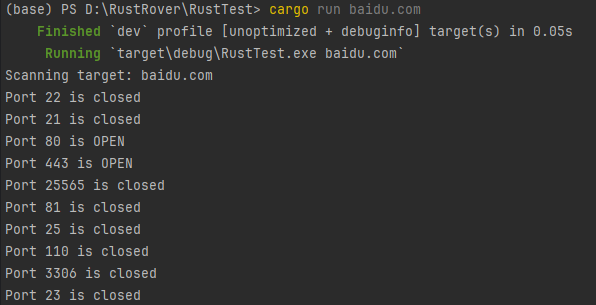 (base) PS D:\RustRover\RustTest> cargo run baidu.com
Finished `dev` profile [unoptimized + debuginfo] target(s) in 0.05s
Running `target\debug\RustTest.exe baidu.com`
Scanning target: baidu.com
Port 22 is closed
Port 21 is closed
Port 80 is OPEN
Port 443 is OPEN
Port 25565 is closed
Port 81 is closed
Port 25 is closed
Port 110 is closed
Port 3306 is closed
Port 23 is closed